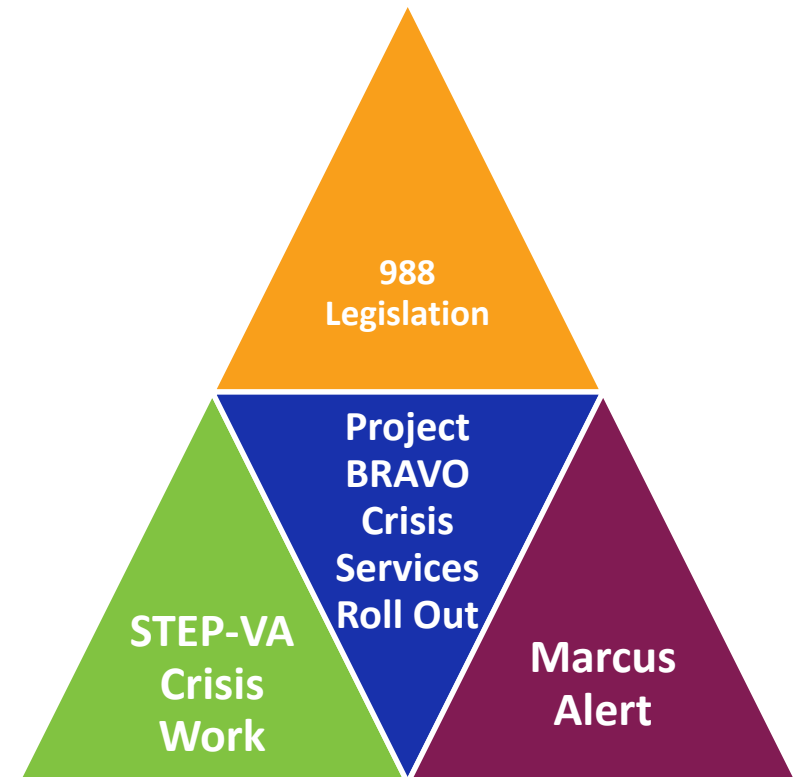 988
Legislation
Project
BRAVO
Crisis
Services
Roll Out
STEP-VA
Crisis
Work
Marcus
Alert